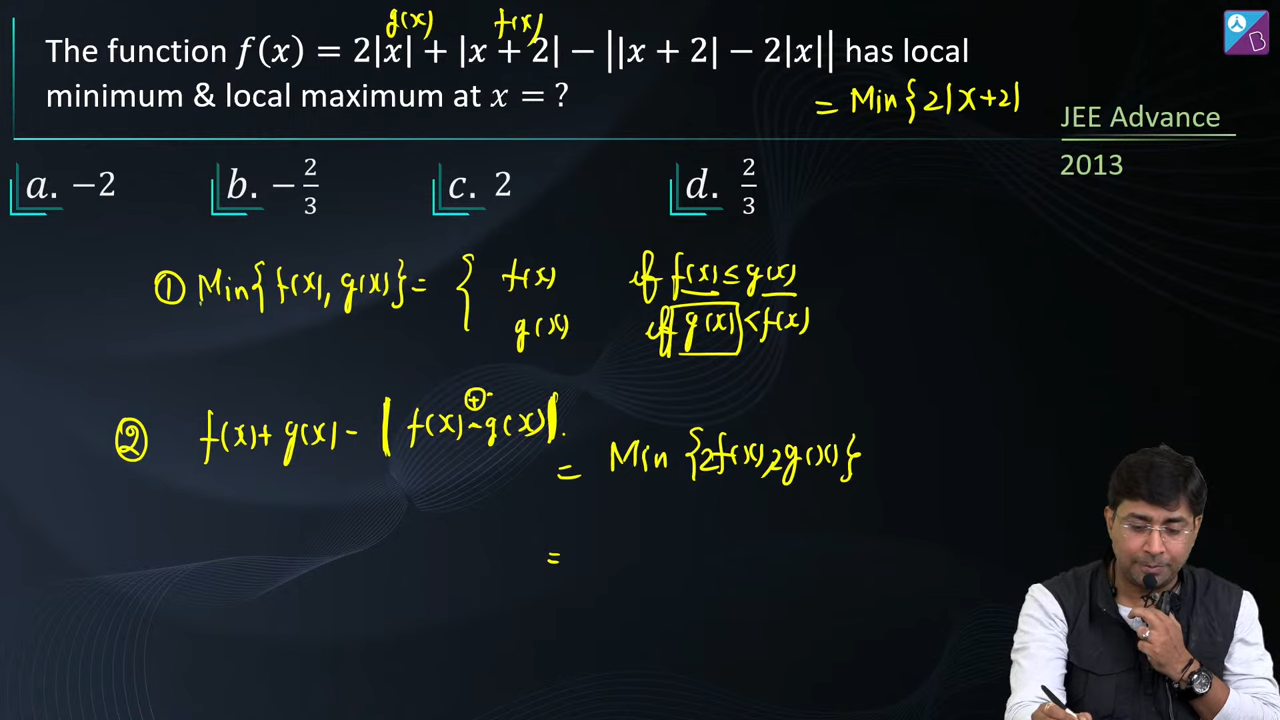 g(x) f(x)
The function f(x) = 2|x| + |x + 2| − ||x + 2| − 2|x|| has local
minimum & local maximum at x = ?
= Min{2|x+2|
JEE Advance
2013
a. −2 b. −2/3 c. 2 d. 2/3
① Min{f(x), g(x)} = { f(x) if f(x) ≤ g(x)
g(x) if g(x) < f(x)
② f(x) + g(x) − | f(x) − g(x)|.
= Min {2f(x), 2g(x)}
=
B